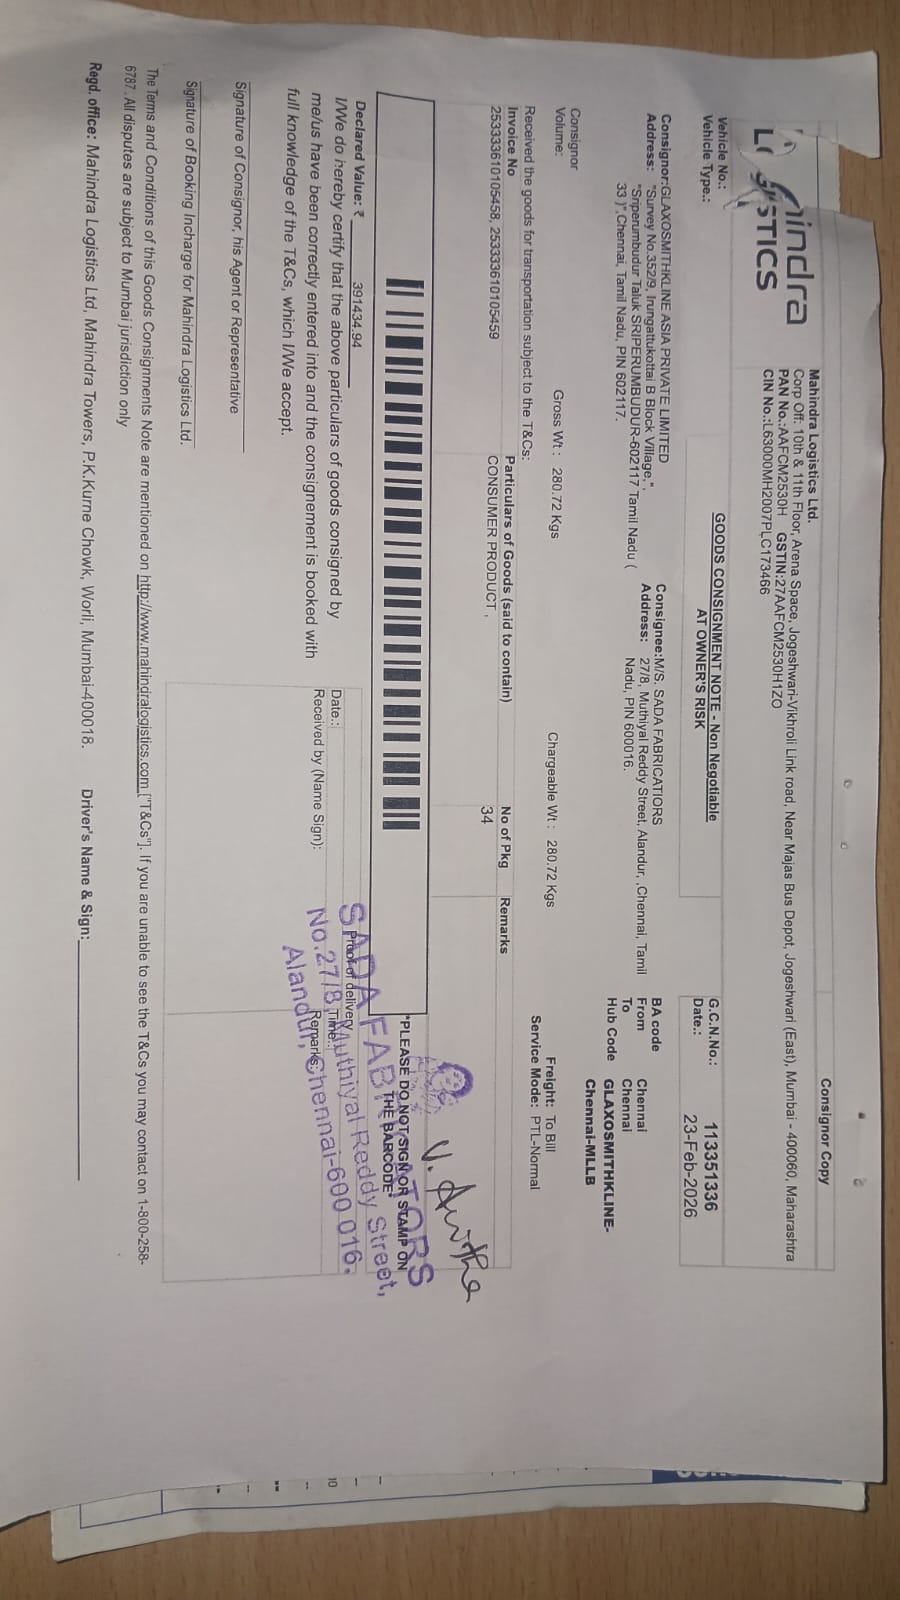 Consignor Copy
Mahindra Logistics Ltd.
Corp Off: 10th & 11th Floor, Arena Space, Jogeshwari-Vikhroli Link road, Near Majas Bus Depot, Jogeshwari (East), Mumbai - 400060, Maharashtra
PAN No.:AAFCM2530H GSTIN:27AAFCM2530H1ZO
CIN No.:L63000MH2007PLC173466
GOODS CONSIGNMENT NOTE - Non Negotiable
AT OWNER'S RISK
Vehicle No.:
Vehicle Type.:
G.C.N.No.: 113351336
Date.: 23-Feb-2026
Consignor:GLAXOSMITHKLINE ASIA PRIVATE LIMITED
Address: "Survey No.352/9, Irungattukottai B Block Village,",
"Sriperumbudur Taluk SRIPERUMBUDUR-602117 Tamil Nadu (
33 )",Chennai, Tamil Nadu, PIN 602117.
Consignee:M/S. SADA FABRICATIORS
Address: 27/8, Muthiyal Reddy Street, Alandur, ,Chennai, Tamil
Nadu, PIN 600016.
BA code
From Chennai
To Chennai
Hub Code GLAXOSMITHKLINE-
Chennai-MLLB
Consignor
Volume:
Gross Wt : 280.72 Kgs
Chargeable Wt : 280.72 Kgs
Freight: To Bill
Service Mode: PTL-Normal
Received the goods for transportation subject to the T&Cs:
Invoice No Particulars of Goods (said to contain) No of Pkg Remarks
253333610105458, 253333610105459 CONSUMER PRODUCT , 34
*PLEASE DO NOT SIGN OR STAMP ON
THE BARCODE*
Declared Value: ₹ 391434.94
I/We do hereby certify that the above particulars of goods consigned by
me/us have been correctly entered into and the consignement is booked with
full knowledge of the T&Cs, which I/We accept.
Proof of delivery
Date.: Time.:
Received by (Name Sign): Remarks:
SADA FABRICATORS
No.27/8, Muthiyal Reddy Street,
Alandur, Chennai-600 016.
Signature of Consignor, his Agent or Representative
Signature of Booking Incharge for Mahindra Logistics Ltd.
The Terms and Conditions of this Goods Consignments Note are mentioned on http://www.mahindralogistics.com ["T&Cs"]. If you are unable to see the T&Cs you may contact on 1-800-258-
6787 . All disputes are subject to Mumbai jurisdiction only
Regd. office: Mahindra Logistics Ltd, Mahindra Towers, P.K.Kurne Chowk, Worli, Mumbai-400018. Driver's Name & Sign: